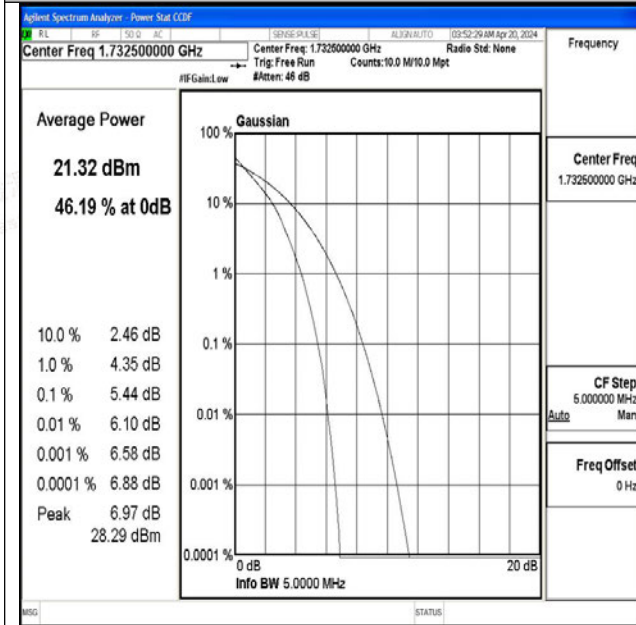 Agilent Spectrum Analyzer - Power Stat CCDF
RL RF 50 Ω AC SENSE:PULSE ALIGNAUTO 03:52:29 AM Apr 20, 2024
Center Freq 1.732500000 GHz
Center Freq: 1.732500000 GHz Radio Std: None
Trig: Free Run Counts:10.0 M/10.0 Mpt
#IFGain:Low #Atten: 46 dB
Frequency
Average Power
21.32 dBm
46.19 % at 0dB
10.0 % 2.46 dB
1.0 % 4.35 dB
0.1 % 5.44 dB
0.01 % 6.10 dB
0.001 % 6.58 dB
0.0001 % 6.88 dB
Peak 6.97 dB
28.29 dBm
Gaussian
100 %
10 %
1 %
0.1 %
0.01 %
0.001 %
0.0001 %
0 dB 20 dB
Info BW 5.0000 MHz
Center Freq
1.732500000 GHz
CF Step
5.000000 MHz
Auto Man
Freq Offset
0 Hz
MSG STATUS